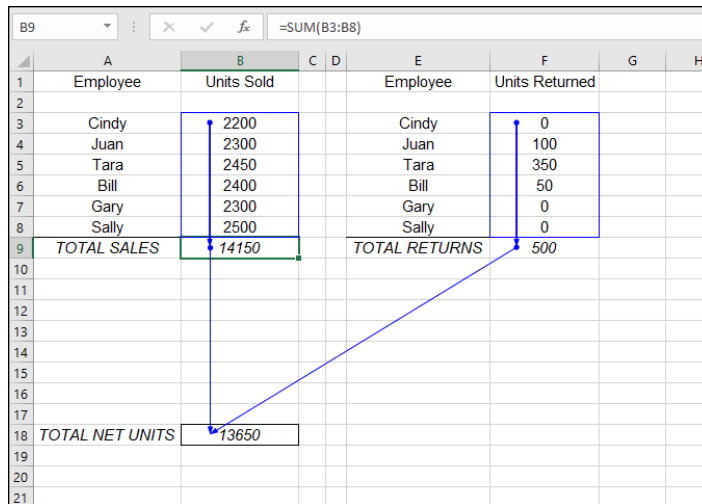 B9 fx =SUM(B3:B8)
A B C D E F G H
1 Employee Units Sold Employee Units Returned
2
3 Cindy 2200 Cindy 0
4 Juan 2300 Juan 100
5 Tara 2450 Tara 350
6 Bill 2400 Bill 50
7 Gary 2300 Gary 0
8 Sally 2500 Sally 0
9 TOTAL SALES 14150 TOTAL RETURNS 500
10
11
12
13
14
15
16
17
18 TOTAL NET UNITS 13650
19
20
21